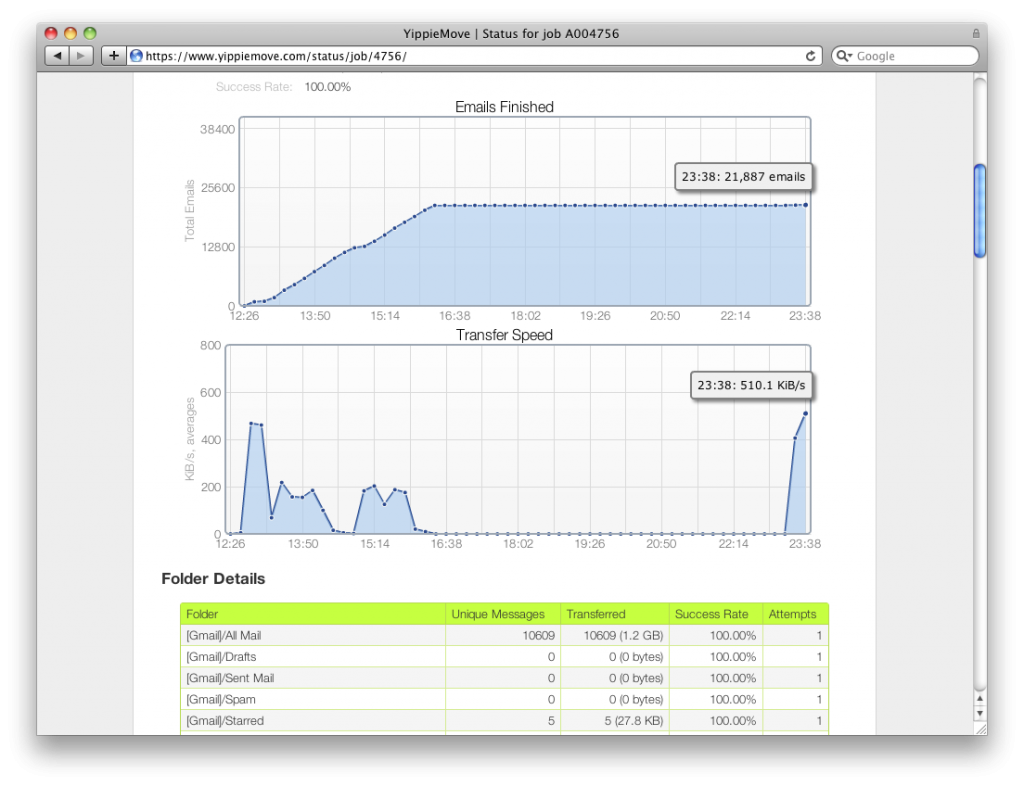 YippieMove | Status for job A004756
https://www.yippiemove.com/status/job/4756/
Google
Success Rate: 100.00%
Emails Finished
38400
25600
12800
0
Total Emails
23:38: 21,887 emails
12:26 13:50 15:14 16:38 18:02 19:26 20:50 22:14 23:38
Transfer Speed
800
600
400
200
0
KiB/s, averages
23:38: 510.1 KiB/s
12:26 13:50 15:14 16:38 18:02 19:26 20:50 22:14 23:38
Folder Details
Folder Unique Messages Transferred Success Rate Attempts
[Gmail]/All Mail 10609 10609 (1.2 GB) 100.00% 1
[Gmail]/Drafts 0 0 (0 bytes) 100.00% 1
[Gmail]/Sent Mail 0 0 (0 bytes) 100.00% 1
[Gmail]/Spam 0 0 (0 bytes) 100.00% 1
[Gmail]/Starred 5 5 (27.8 KB) 100.00% 1